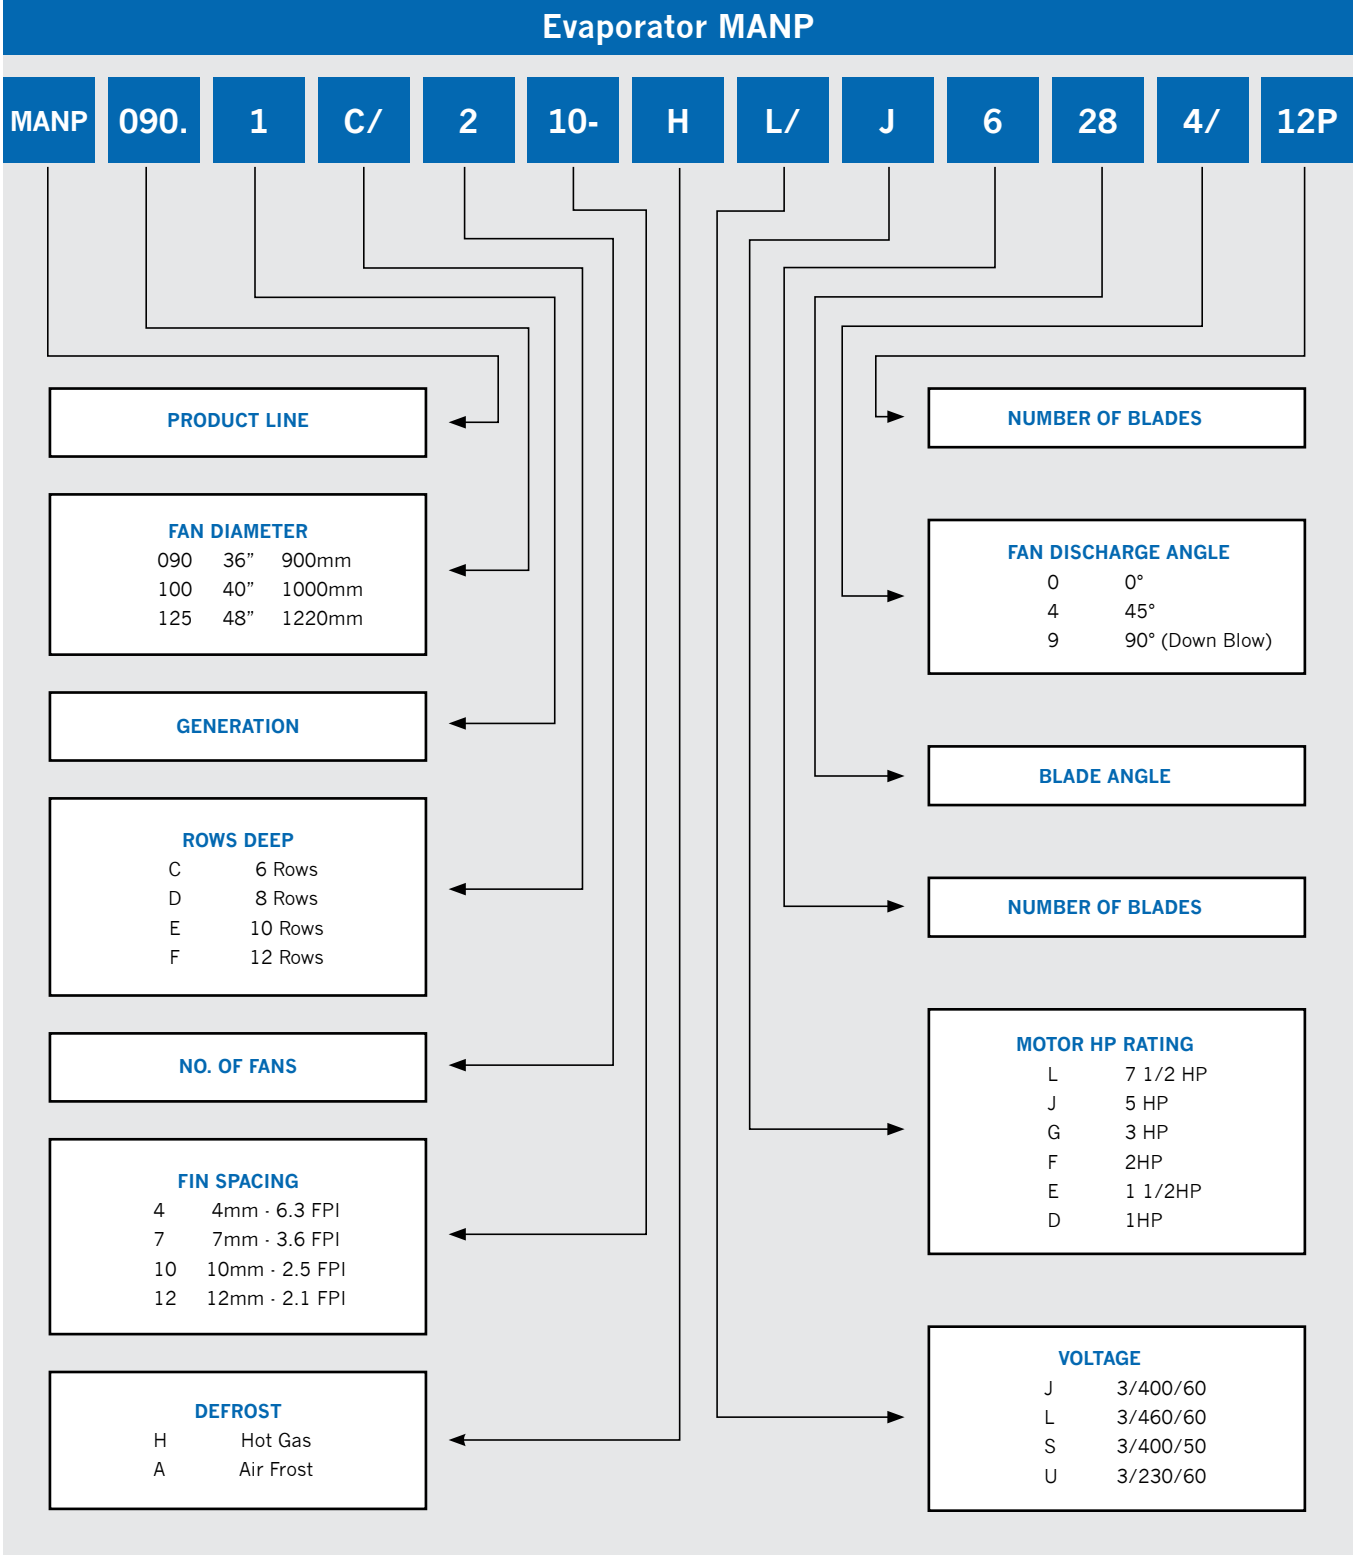 Evaporator MANP
MANP 090. 1 C/ 2 10- H L/ J 6 28 4/ 12P
PRODUCT LINE
FAN DIAMETER
090 36” 900mm
100 40” 1000mm
125 48” 1220mm
GENERATION
ROWS DEEP
C 6 Rows
D 8 Rows
E 10 Rows
F 12 Rows
NO. OF FANS
FIN SPACING
4 4mm - 6.3 FPI
7 7mm - 3.6 FPI
10 10mm - 2.5 FPI
12 12mm - 2.1 FPI
DEFROST
H Hot Gas
A Air Frost
NUMBER OF BLADES
FAN DISCHARGE ANGLE
0 0°
4 45°
9 90° (Down Blow)
BLADE ANGLE
NUMBER OF BLADES
MOTOR HP RATING
L 7 1/2 HP
J 5 HP
G 3 HP
F 2HP
E 1 1/2HP
D 1HP
VOLTAGE
J 3/400/60
L 3/460/60
S 3/400/50
U 3/230/60